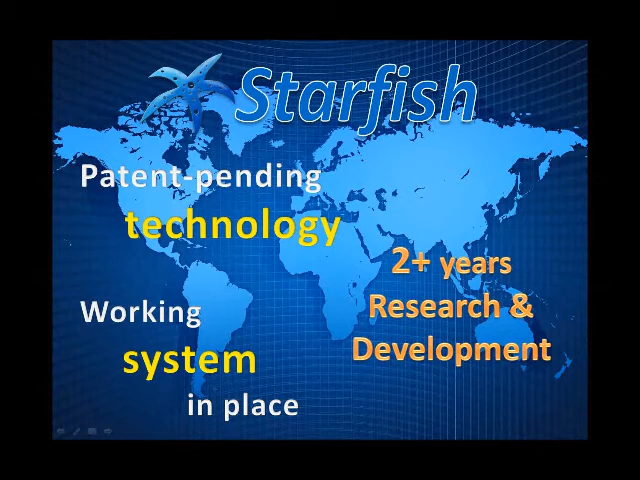 Starfish
Patent-pending
technology
Working
system
in place
2+ years
Research &
Development